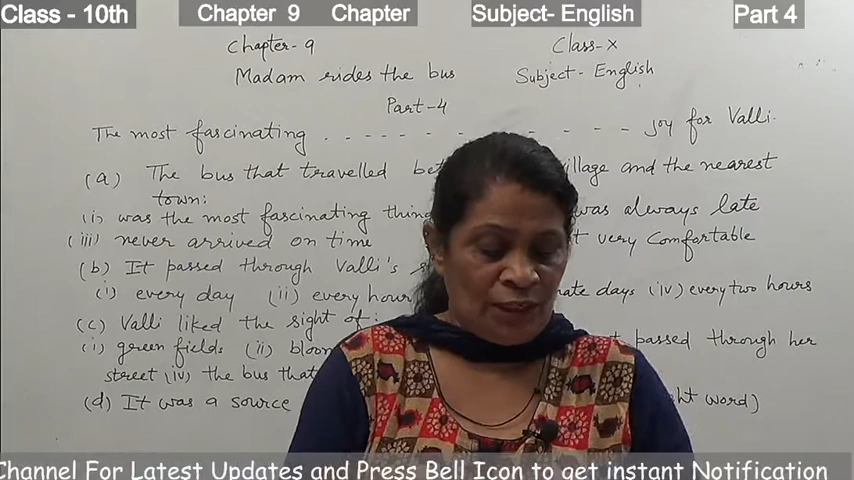 Class - 10th Chapter 9 Chapter Subject- English Part 4
Chapter-9 Class-X
Madam rides the bus Subject- English
Part-4
The most fascinating . - - - - - - - - - - - - - joy for Valli.
(a) The bus that travelled village and the nearest
town:
(i) was the most fascinating thing was always late
(iii) never arrived on time very comfortable
(b) It passed through Valli's
(i) every day (ii) every hour days (iv) every two hours
(c) Valli liked the sight of:
(i) green fields (ii) passed through her
street (iv) the bus that
(d) It was a source word)
Channel For Latest Updates and Press Bell Icon to get instant Notification